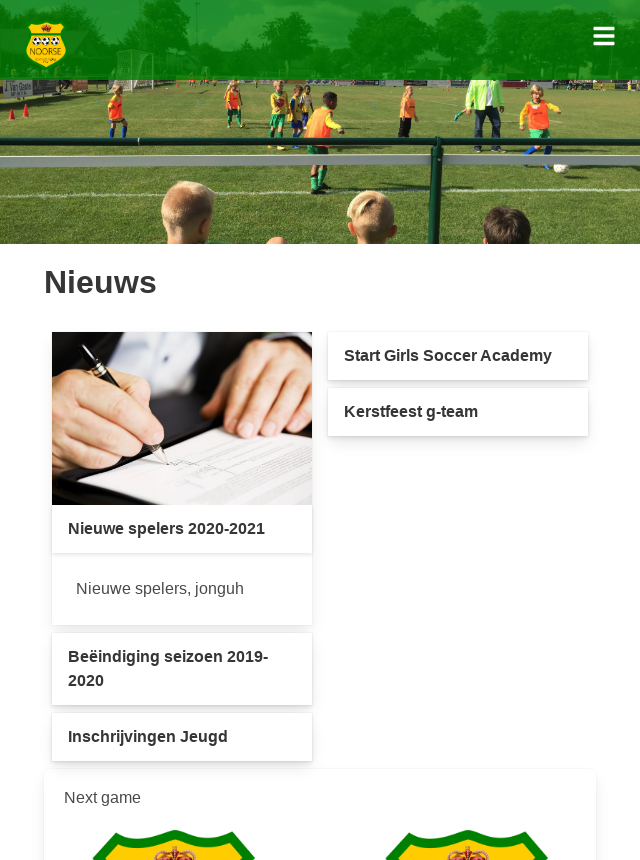 NOORSE
Nieuws
Nieuwe spelers 2020-2021
Nieuwe spelers, jonguh
Beëindiging seizoen 2019-
2020
Inschrijvingen Jeugd
Start Girls Soccer Academy
Kerstfeest g-team
Next game